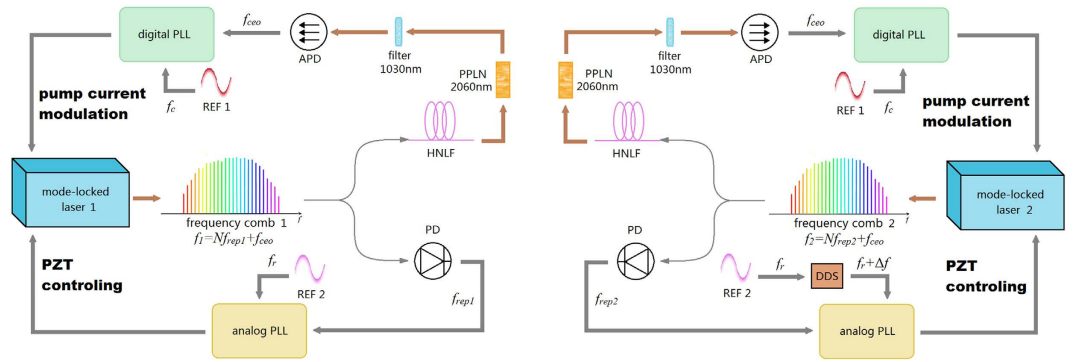 f_ceo
digital PLL
APD
filter
1030nm
PPLN
2060nm
f_c
REF 1
pump current
modulation
HNLF
mode-locked
laser 1
frequency comb 1
f
f_1=Nf_rep1+f_ceo
PD
PZT
controling
f_r
REF 2
f_rep1
analog PLL
f_ceo
digital PLL
APD
filter
1030nm
PPLN
2060nm
REF 1
f_c
pump current
modulation
HNLF
mode-locked
laser 2
frequency comb 2
f
f_2=Nf_rep2+f_ceo
PD
PZT
controling
f_r
DDS
f_r+Δf
REF 2
f_rep2
analog PLL